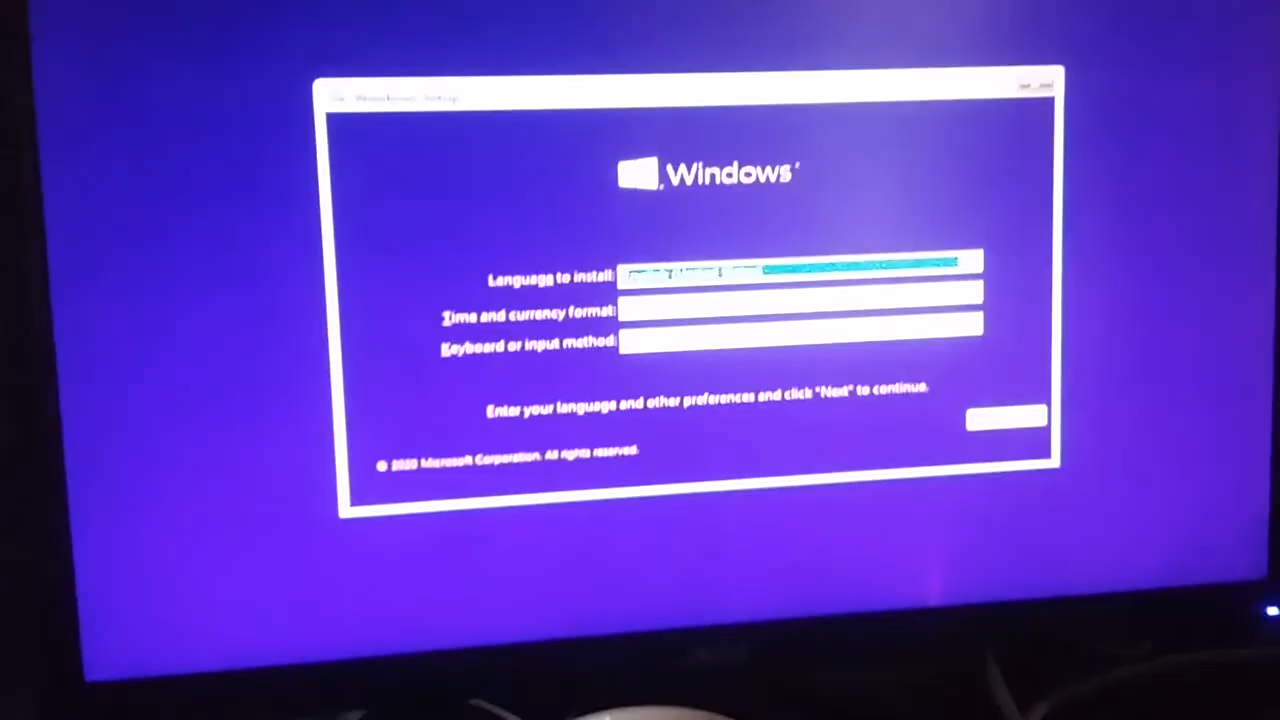 Windows
Language to install:
Time and currency format:
Keyboard or input method:
Enter your language and other preferences and click "Next" to continue.
© 2020 Microsoft Corporation. All rights reserved.